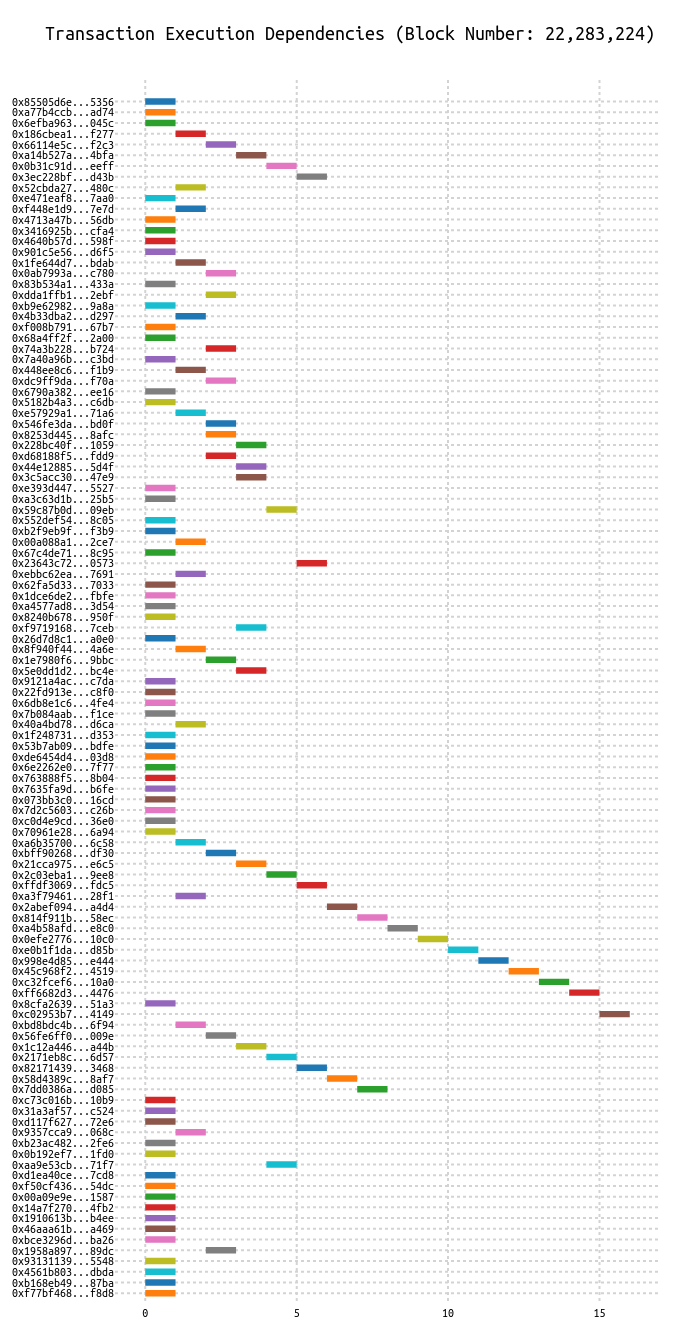 Transaction Execution Dependencies (Block Number: 22,283,224)
0x85505d6e...5356
0xa77b4ccb...ad74
0x6efba963...045c
0x186cbea1...f277
0x66114e5c...f2c3
0xa14b527a...4bfa
0x0b31c91d...eeff
0x3ec228bf...d43b
0x52cbda27...480c
0xe471eaf8...7aa0
0xf448e1d9...7e7d
0x4713a47b...56db
0x3416925b...cfa4
0x4640b57d...598f
0x901c5e56...d6f5
0x1fe644d7...bdab
0x0ab7993a...c780
0x83b534a1...433a
0xdda1ffb1...2ebf
0xb9e62982...9a8a
0x4b33dba2...d297
0xf008b791...67b7
0x68a4ff2f...2a00
0x74a3b228...b724
0x7a40a96b...c3bd
0x448ee8c6...f1b9
0xdc9ff9da...f70a
0x6790a382...ee16
0x5182b4a3...c6db
0xe57929a1...71a6
0x546fe3da...bd0f
0x8253d445...8afc
0x228bc40f...1059
0xd68188f5...fdd9
0x44e12885...5d4f
0x3c5acc30...47e9
0xe393d447...5527
0xa3c63d1b...25b5
0x59c87b0d...09eb
0x552def54...8c05
0xb2f9eb9f...f3b9
0x00a088a1...2ce7
0x67c4de71...8c95
0x23643c72...0573
0xebbc62ea...7691
0x62fa5d33...7033
0x1dce6de2...fbfe
0xa4577ad8...3d54
0x8240b678...950f
0xf9719168...7ceb
0x26d7d8c1...a0e0
0x8f940f44...4a6e
0x1e7980f6...9bbc
0x5e0dd1d2...bc4e
0x9121a4ac...c7da
0x22fd913e...c8f0
0x6db8e1c6...4fe4
0x7b084aab...f1ce
0x40a4bd78...d6ca
0x1f248731...d353
0x53b7ab09...bdfe
0xde6454d4...03d8
0x6e2262e0...7f77
0x763888f5...8b04
0x7635fa9d...b6fe
0x073bb3c0...16cd
0x7d2c5603...c26b
0xc0d4e9cd...36e0
0x70961e28...6a94
0xa6b35700...6c58
0xbff90268...df30
0x21cca975...e6c5
0x2c03eba1...9ee8
0xffdf3069...fdc5
0xa3f79461...28f1
0x2abef094...a4d4
0x814f911b...58ec
0xa4b58afd...e8c0
0x0efe2776...10c0
0xe0b1f1da...d85b
0x998e4d85...e444
0x45c968f2...4519
0xc32fcef6...10a0
0xff6682d3...4476
0x8cfa2639...51a3
0xc02953b7...4149
0xbd8bdc4b...6f94
0x56fe6ff0...009e
0x1c12a446...a44b
0x2171eb8c...6d57
0x82171439...3468
0x58d4389c...8af7
0x7dd0386a...d085
0xc73c016b...10b9
0x31a3af57...c524
0xd117f627...72e6
0x9357cca9...068c
0xb23ac482...2fe6
0x0b192ef7...1fd0
0xaa9e53cb...71f7
0xd1ea40ce...7cd8
0xf50cf436...54dc
0x00a09e9e...1587
0x14a7f270...4fb2
0x1910613b...b4ee
0x46aaa61b...a469
0xbce3296d...ba26
0x1958a897...89dc
0x93131139...5548
0x4561b803...dbda
0xb168eb49...87ba
0xf77bf468...f8d8
0 5 10 15